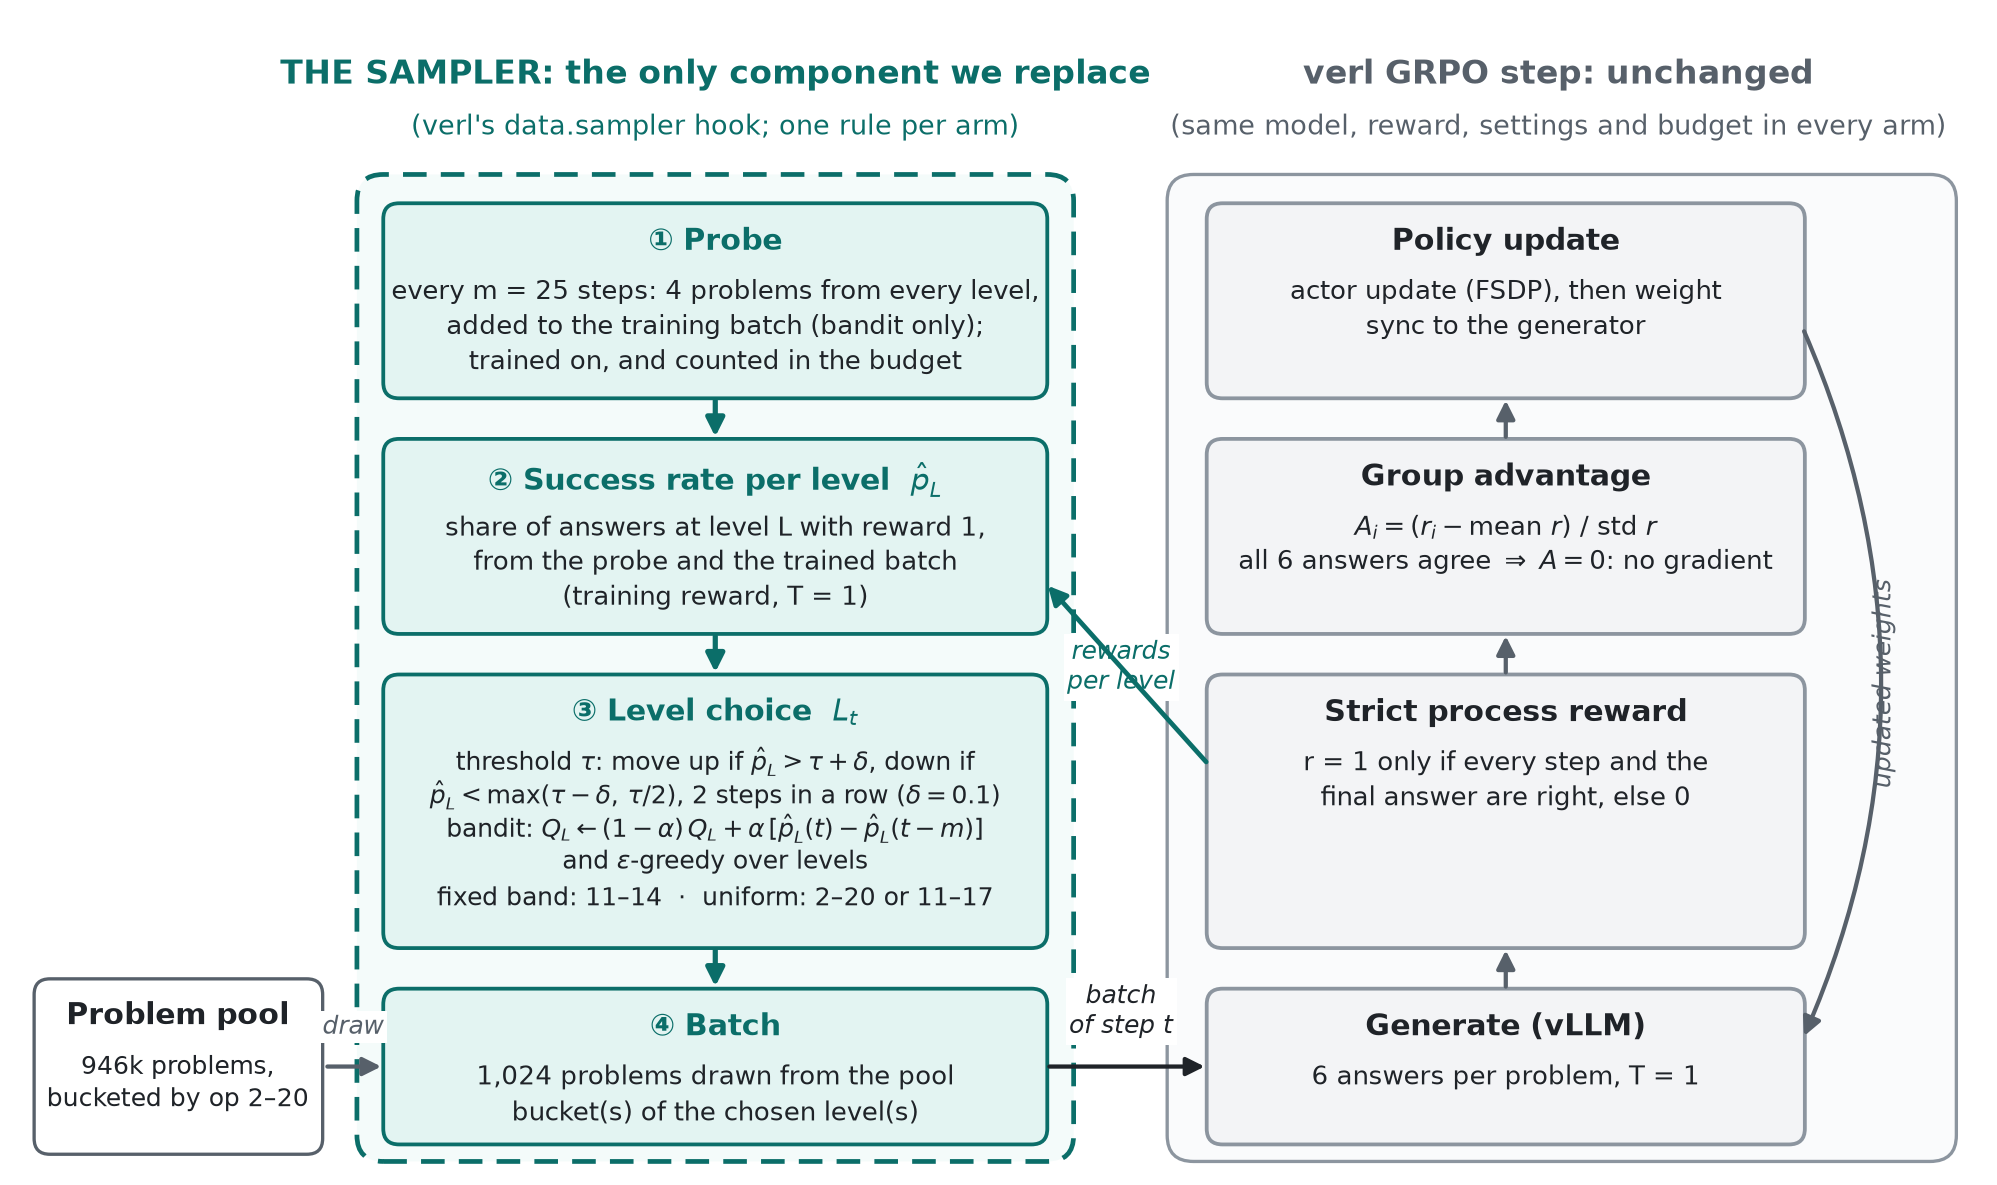 THE SAMPLER: the only component we replace
(verl's data.sampler hook; one rule per arm)
① Probe
every m = 25 steps: 4 problems from every level,
added to the training batch (bandit only);
trained on, and counted in the budget
② Success rate per level p̂_L
share of answers at level L with reward 1,
from the probe and the trained batch
(training reward, T = 1)
③ Level choice L_t
threshold τ: move up if p̂_L > τ + δ, down if
p̂_L < max(τ − δ, τ/2), 2 steps in a row (δ = 0.1)
bandit: Q_L ← (1 − α) Q_L + α [p̂_L(t) − p̂_L(t − m)]
and ε-greedy over levels
fixed band: 11–14 · uniform: 2–20 or 11–17
Problem pool
946k problems,
bucketed by op 2–20
draw
④ Batch
1,024 problems drawn from the pool
bucket(s) of the chosen level(s)
rewards
per level
batch
of step t
verl GRPO step: unchanged
(same model, reward, settings and budget in every arm)
Policy update
actor update (FSDP), then weight
sync to the generator
Group advantage
A_i = (r_i − mean r) / std r
all 6 answers agree ⇒ A = 0: no gradient
Strict process reward
r = 1 only if every step and the
final answer are right, else 0
Generate (vLLM)
6 answers per problem, T = 1
updated weights